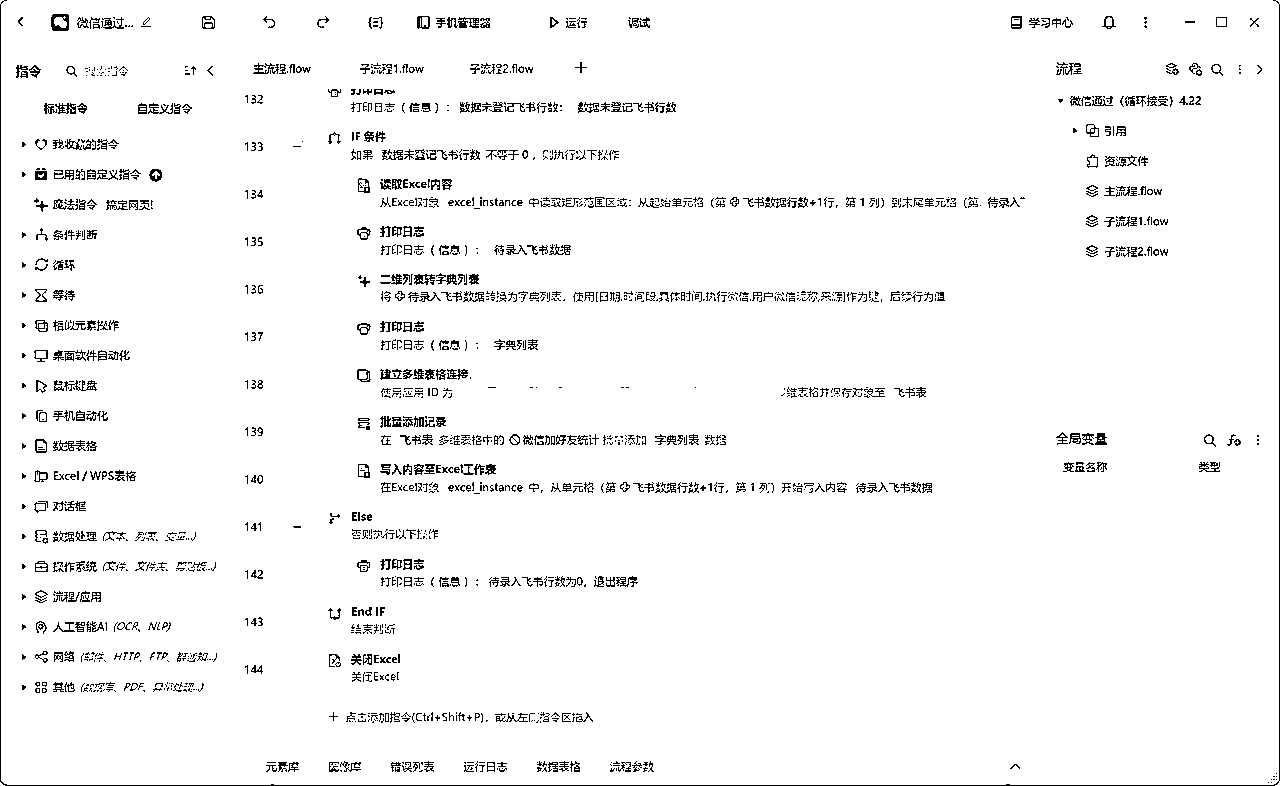 微信通过...
手机管理器
运行
调试
学习中心
指令
搜索指令
主流程.flow
子流程1.flow
子流程2.flow
流程
标准指令
自定义指令
我收藏的指令
已用的自定义指令
魔法指令 搞定网页!
条件判断
循环
等待
相似元素操作
桌面软件自动化
鼠标键盘
手机自动化
数据表格
Excel / WPS表格
对话框
数据处理 (文本、列表、变量...)
操作系统 (文件、文件夹、剪切板...)
流程/应用
人工智能AI (OCR、NLP)
网络 (邮件、HTTP、FTP、群通知...)
其他 (数据库、PDF、异常处理...)
132
打印日志
打印日志(信息): 数据未登记飞书行数: 数据未登记飞书行数
133
IF 条件
如果 数据未登记飞书行数 不等于 0 ,则执行以下操作
134
读取Excel内容
从Excel对象 excel_instance 中读取矩形范围区域:从起始单元格(第 飞书数据行数+1行,第 1 列)到末尾单元格(第 待录入
135
打印日志
打印日志(信息): 待录入飞书数据
136
二维列表转字典列表
将 待录入飞书数据转换为字典列表,使用[日期,时间段,具体时间,执行微信,用户微信昵称,来源]作为键,后续行为值
137
打印日志
打印日志(信息): 字典列表
138
建立多维表格连接.
使用应用 ID 为 维表格并保存对象至 飞书表
139
批量添加记录
在 飞书表 多维表格中的 微信加好友统计 批量添加 字典列表 数据
140
写入内容至Excel工作表
在Excel对象 excel_instance 中,从单元格(第 飞书数据行数+1行,第 1 列)开始写入内容 待录入飞书数据
141
Else
否则执行以下操作
142
打印日志
打印日志(信息): 待录入飞书行数为0,退出程序
143
End IF
结束判断
144
关闭Excel
关闭Excel
点击添加指令(Ctrl+Shift+P),或从左侧指令区拖入
元素库
图像库
错误列表
运行日志
数据表格
流程参数
微信通过(循环接受)4.22
引用
资源文件
主流程.flow
子流程1.flow
子流程2.flow
全局变量
变量名称
类型